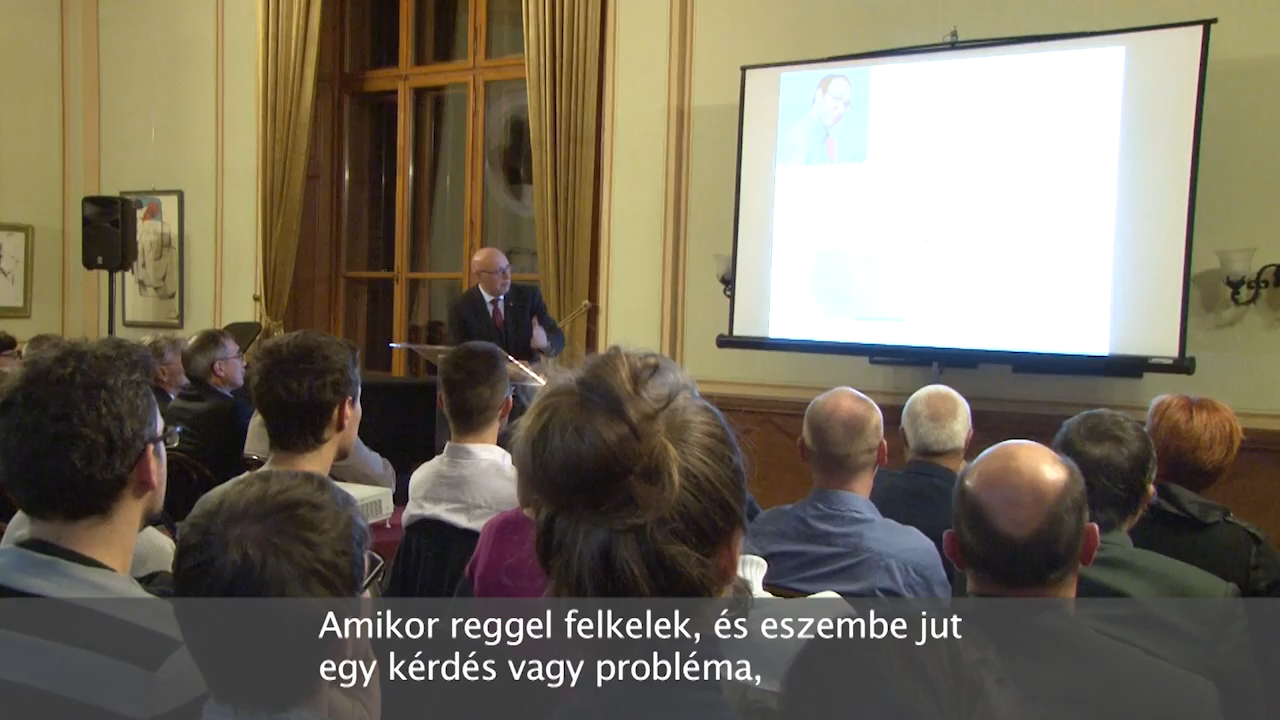 Amikor reggel felkelek, és eszembe jut
egy kérdés vagy probléma,